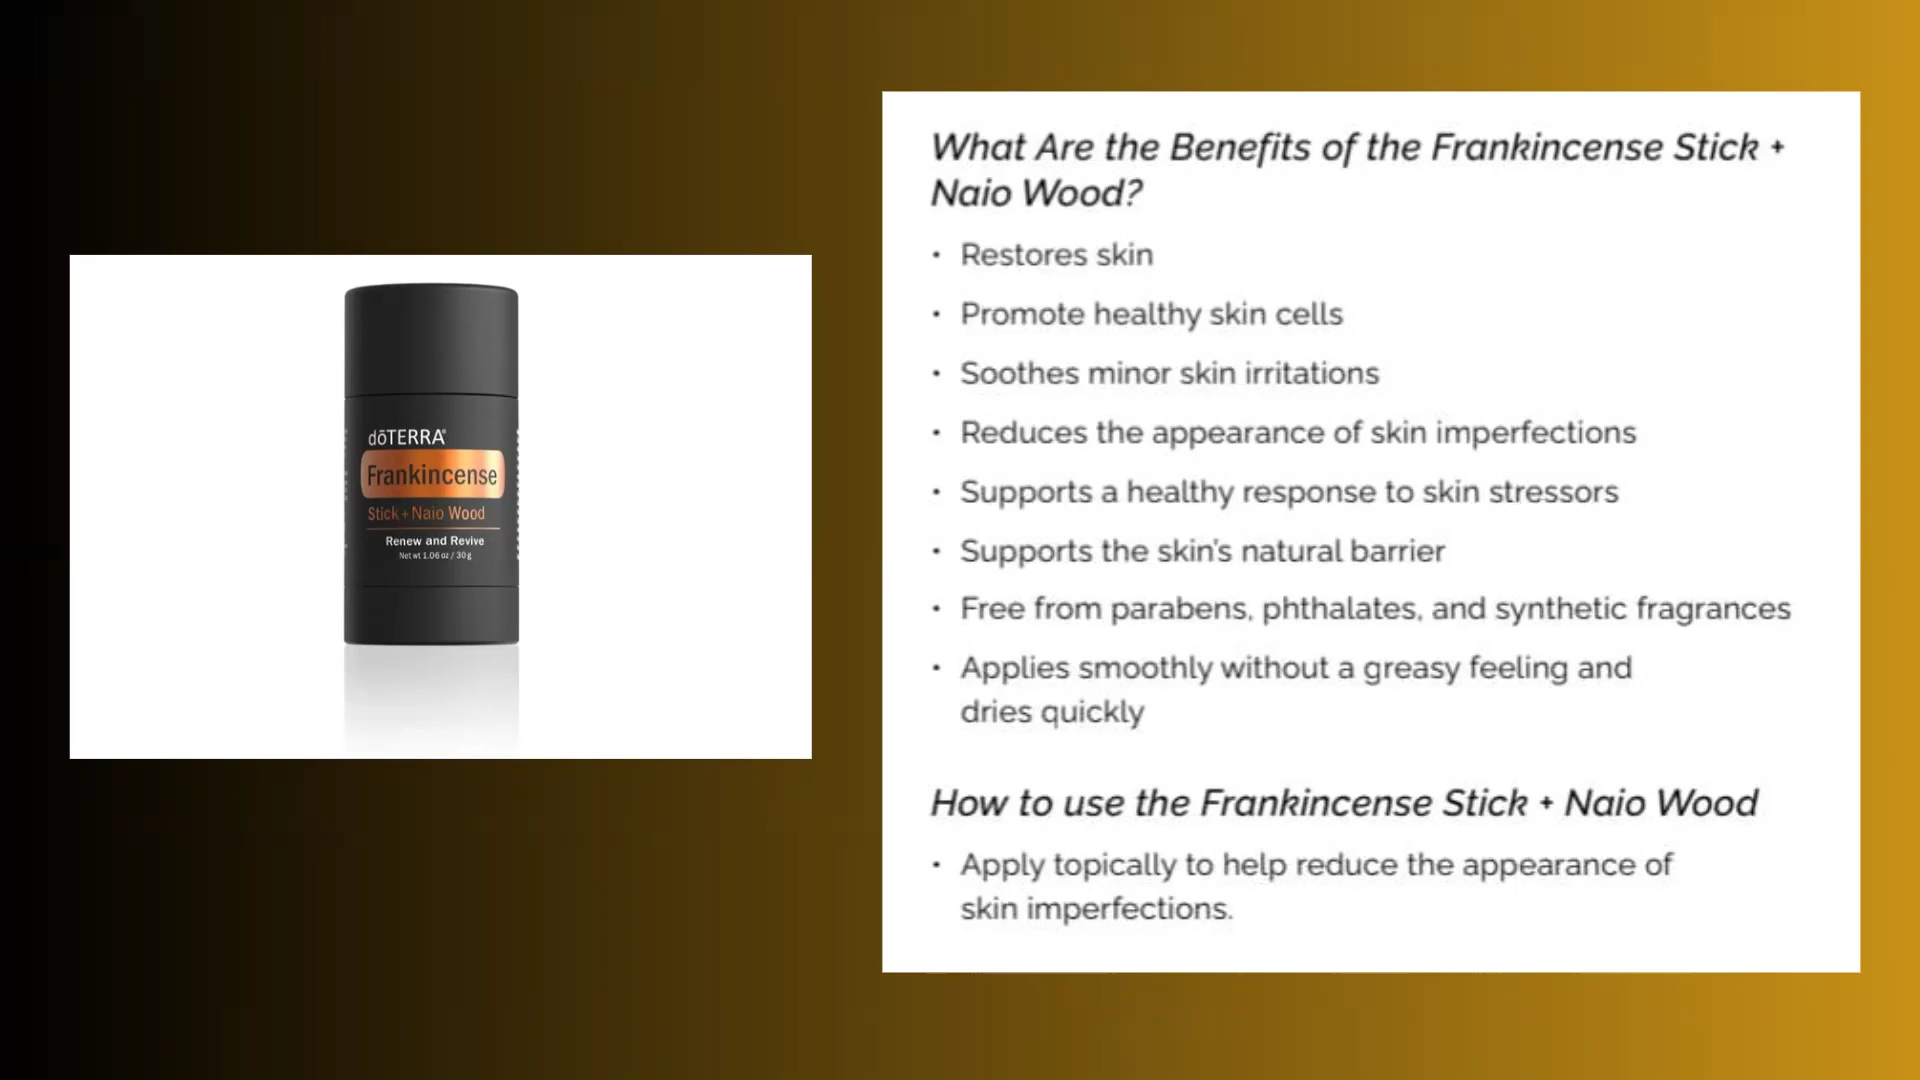 dōTERRA®
Frankincense
Stick + Naio Wood
Renew and Revive
Net wt 1.06 oz / 30 g
What Are the Benefits of the Frankincense Stick +
Naio Wood?
• Restores skin
• Promote healthy skin cells
• Soothes minor skin irritations
• Reduces the appearance of skin imperfections
• Supports a healthy response to skin stressors
• Supports the skin's natural barrier
• Free from parabens, phthalates, and synthetic fragrances
• Applies smoothly without a greasy feeling and
dries quickly
How to use the Frankincense Stick + Naio Wood
• Apply topically to help reduce the appearance of
skin imperfections.